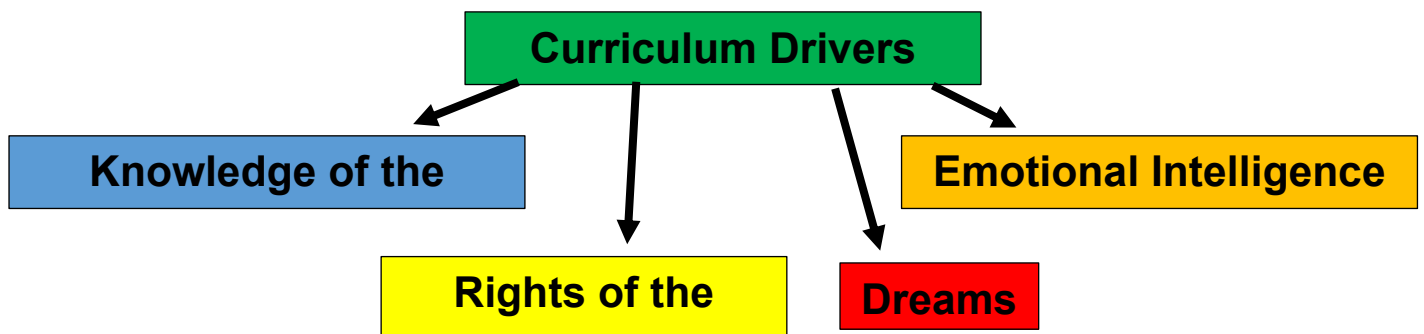 Curriculum Drivers
Knowledge of the
Emotional Intelligence
Rights of the
Dreams